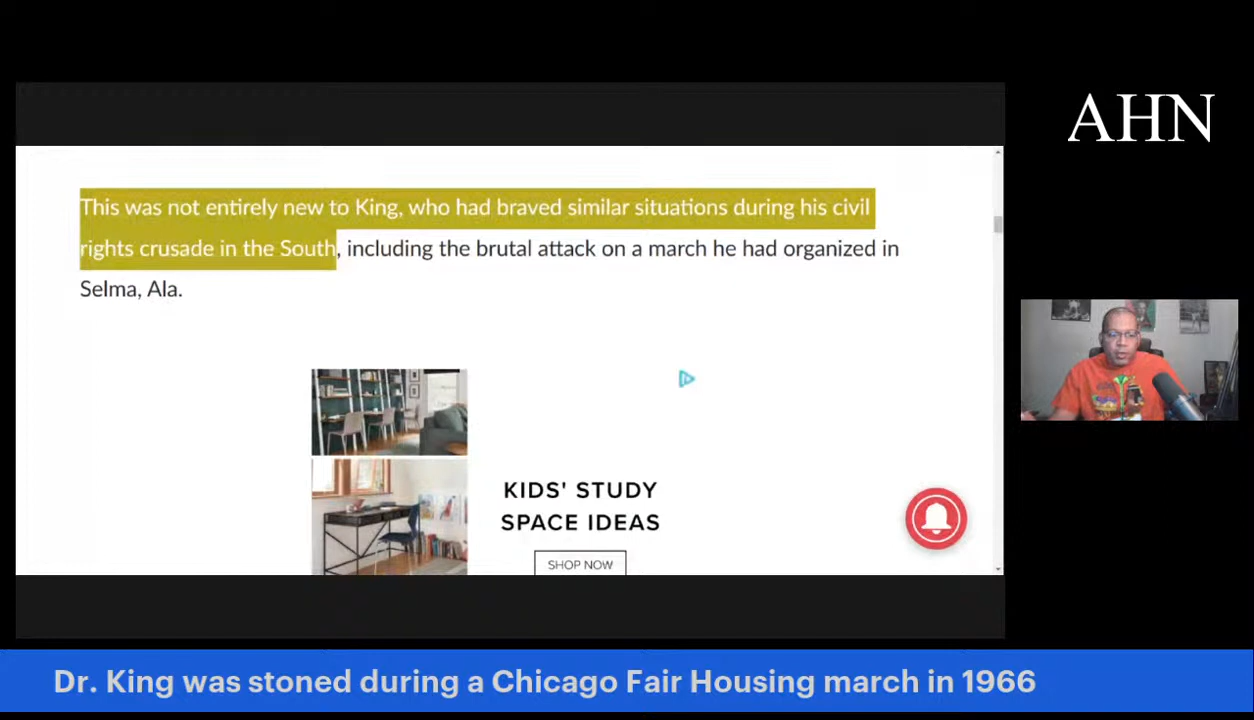 AHN
This was not entirely new to King, who had braved similar situations during his civil
rights crusade in the South, including the brutal attack on a march he had organized in
Selma, Ala.
KIDS' STUDY
SPACE IDEAS
SHOP NOW
Dr. King was stoned during a Chicago Fair Housing march in 1966